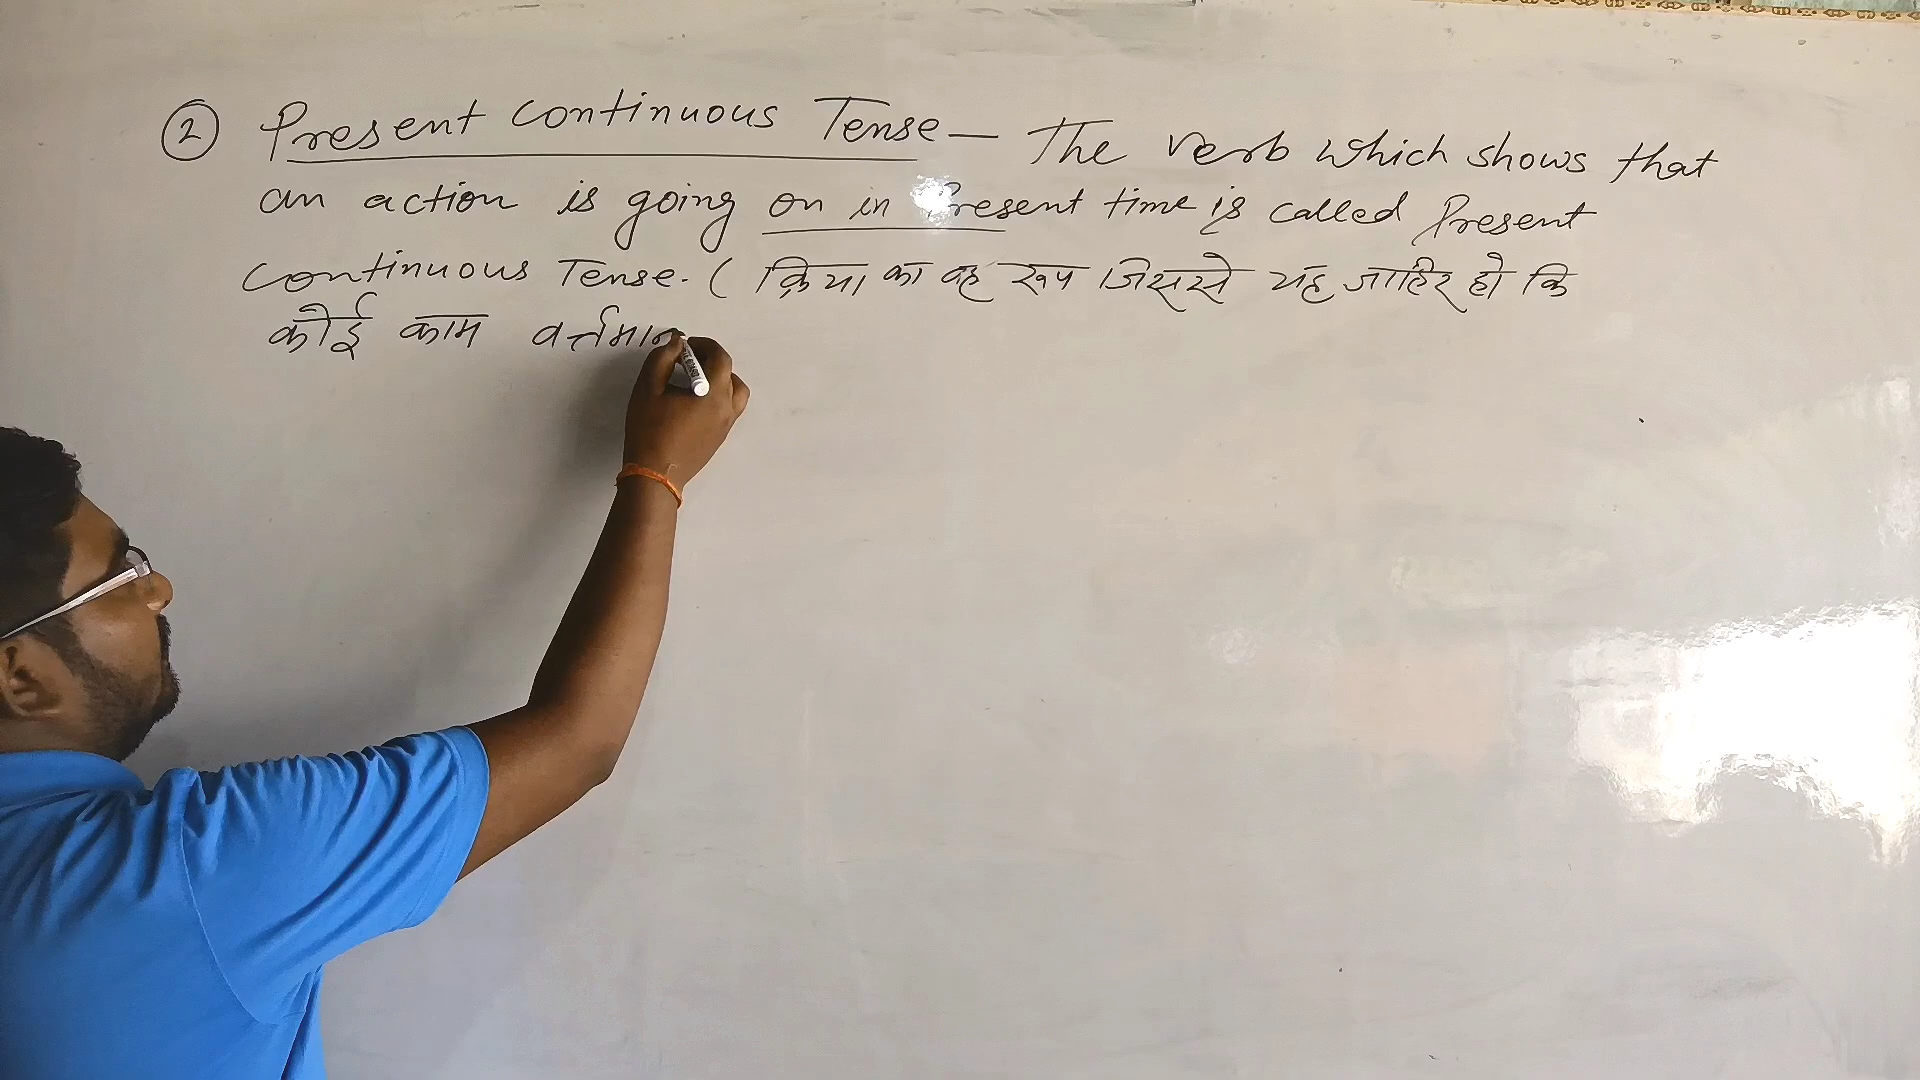 ② Present Continuous Tense — The verb which shows that
an action is going on in Present time is called Present
Continuous Tense. ( क्रिया का वह रूप जिससे यह जाहिर हो कि
कोई काम वर्तमान